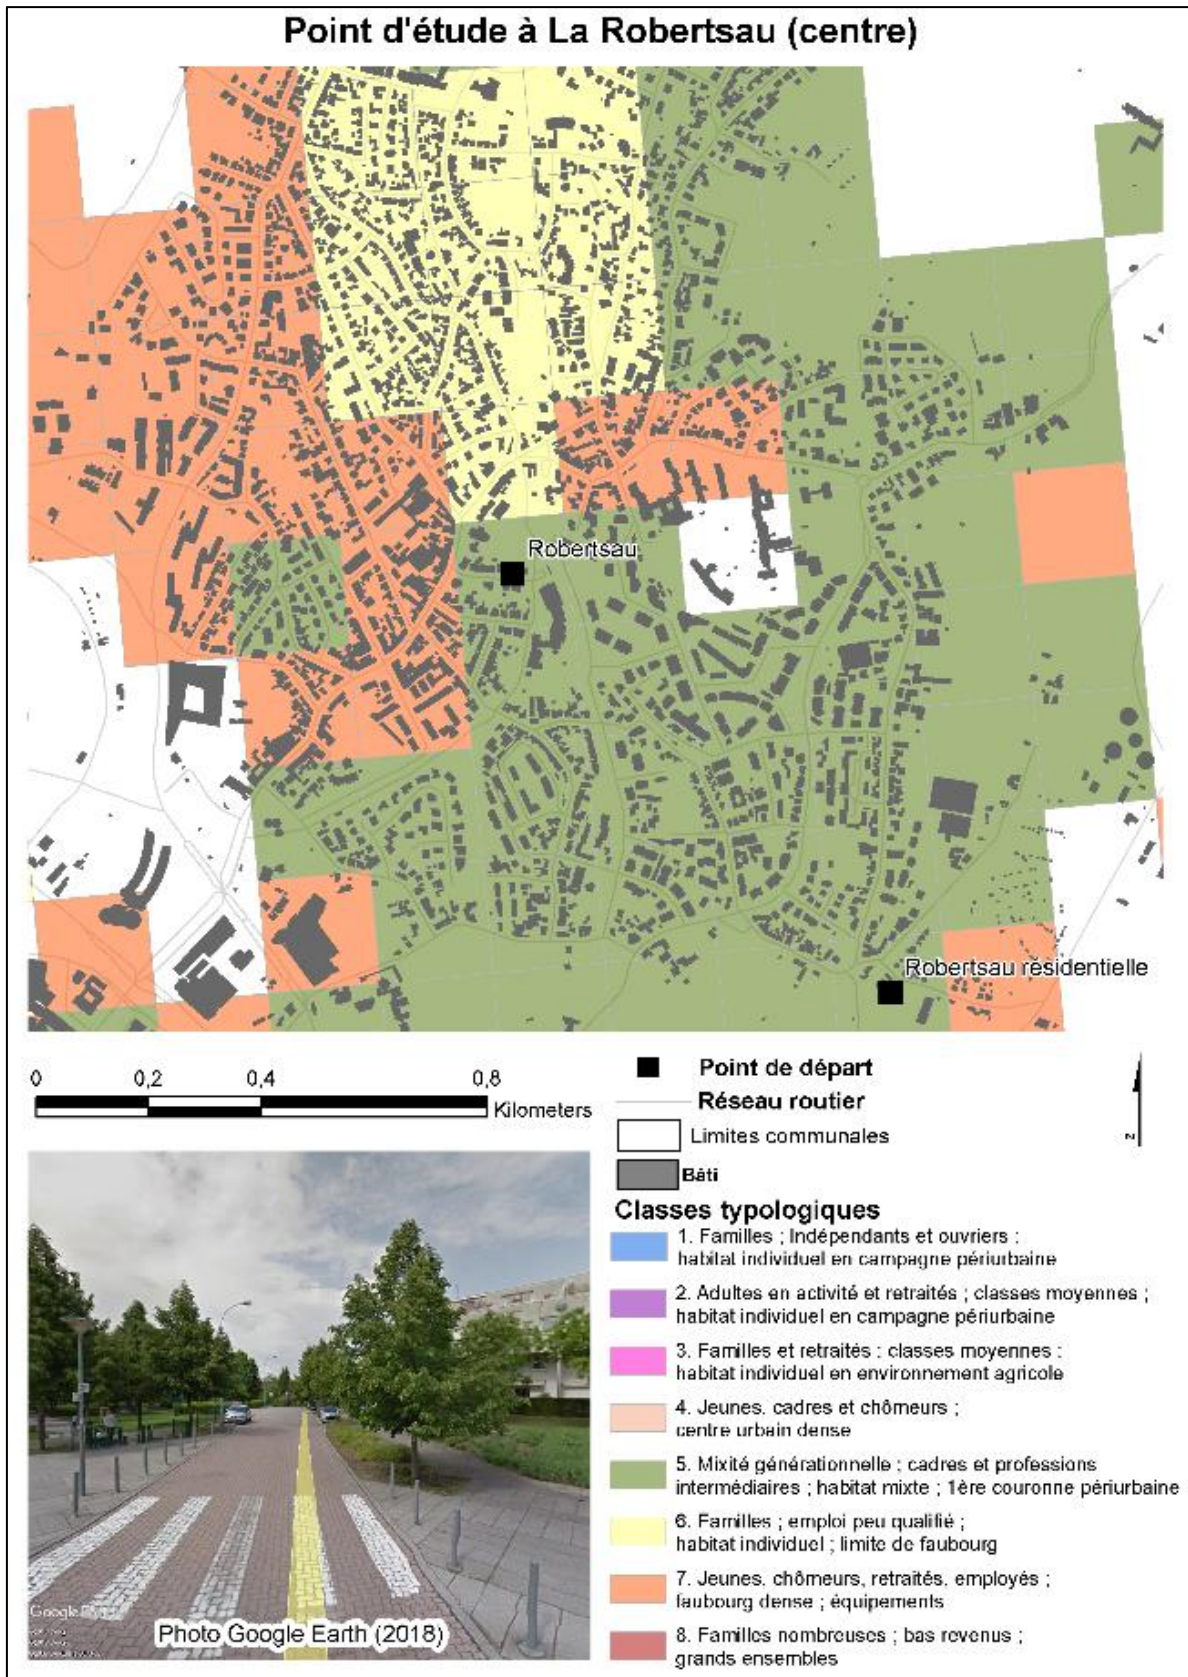 Point d'étude à La Robertsau (centre)
Robertsau
Robertsau résidentielle
0 0,2 0,4 0,8
Kilometers
Point de départ
Réseau routier
Limites communales
Bâti
N
Classes typologiques
1. Familles ; Indépendants et ouvriers :
habitat individuel en campagne périurbaine
2. Adultes en activité et retraités ; classes moyennes ;
habitat individuel en campagne périurbaine
3. Familles et retraités : classes moyennes :
habitat individuel en environnement agricole
4. Jeunes, cadres et chômeurs ;
centre urbain dense
5. Mixité générationnelle ; cadres et professions
intermédiaires ; habitat mixte ; 1ère couronne périurbaine
6. Familles ; emploi peu qualifié ;
habitat individuel ; limite de faubourg
7. Jeunes, chômeurs, retraités, employés ;
faubourg dense ; équipements
8. Familles nombreuses ; bas revenus ;
grands ensembles
Google
Photo Google Earth (2018)